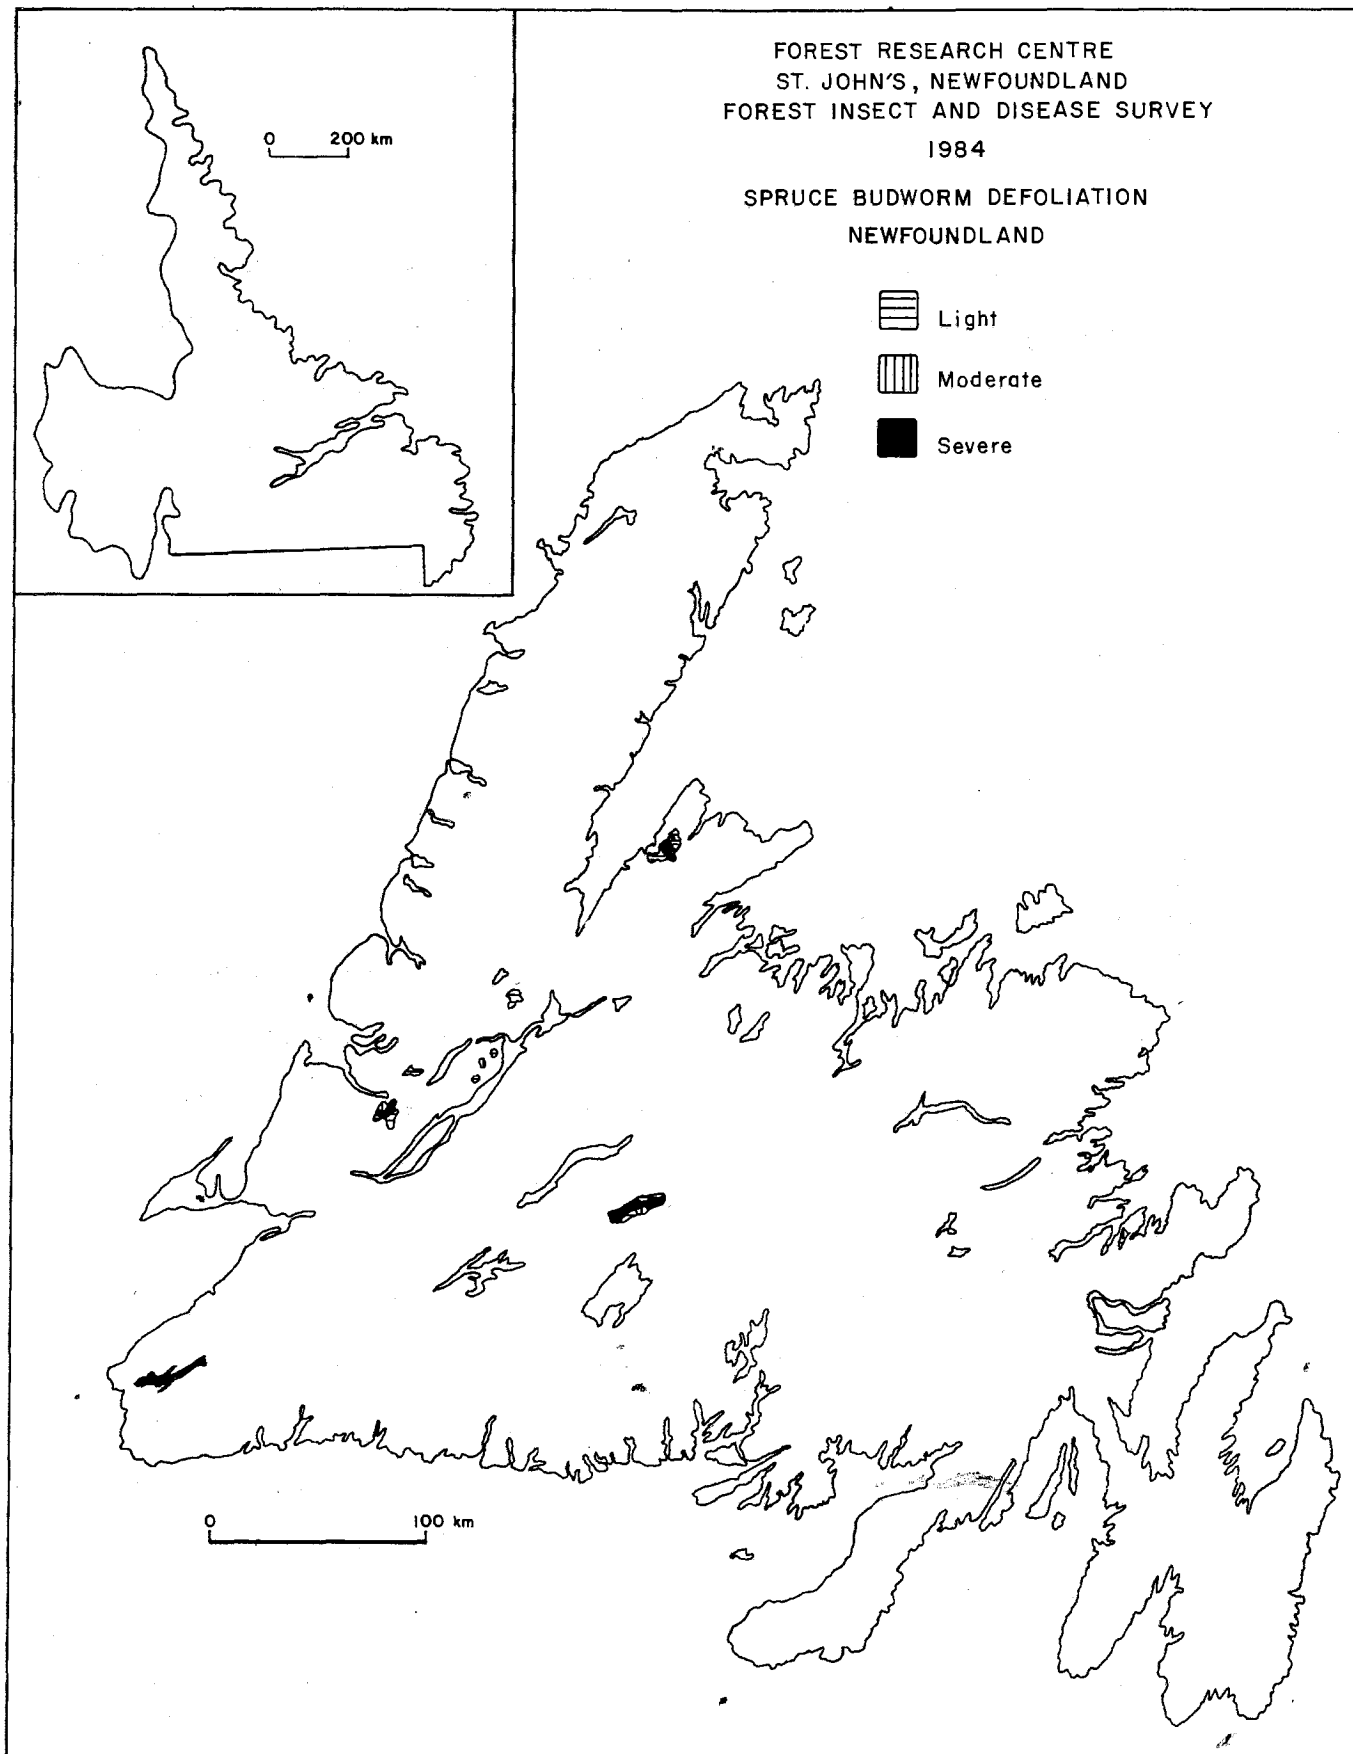 FOREST RESEARCH CENTRE
ST. JOHN'S, NEWFOUNDLAND
FOREST INSECT AND DISEASE SURVEY
1984
SPRUCE BUDWORM DEFOLIATION
NEWFOUNDLAND
0 200 km
Light
Moderate
Severe
0 100 km